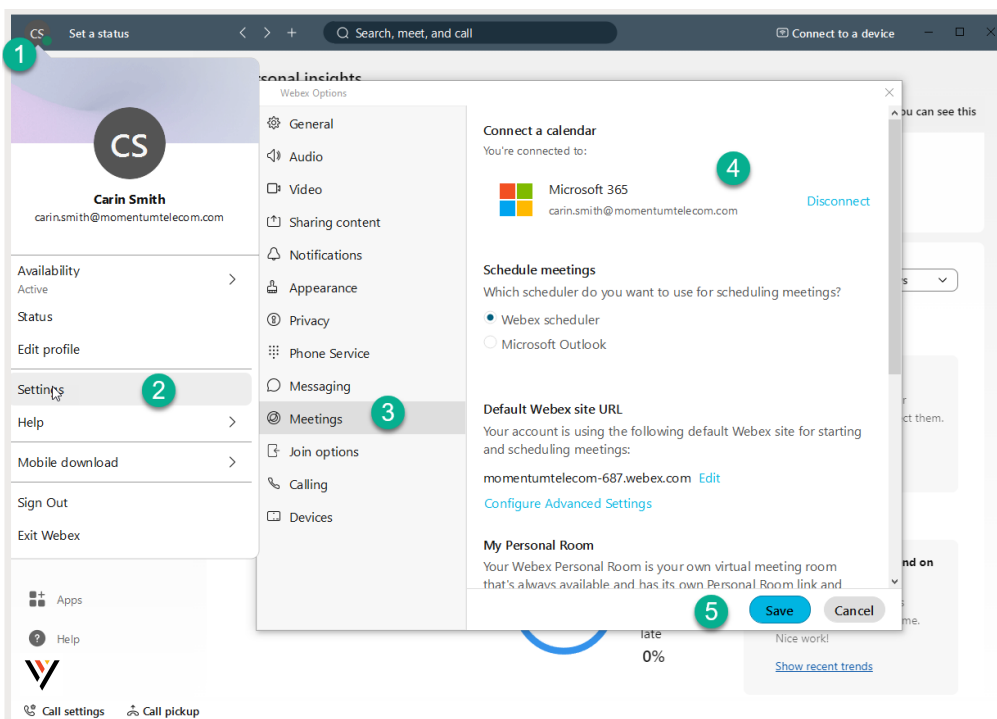 CS Set a status Search, meet, and call Connect to a device
1
sonal insights
ou can see this
CS
Carin Smith
carin.smith@momentumtelecom.com
Availability
Active
Status
Edit profile
Settings 2
Help
Mobile download
Sign Out
Exit Webex
Apps
Help
Call settings Call pickup
Webex Options
General
Audio
Video
Sharing content
Notifications
Appearance
Privacy
Phone Service
Messaging
Meetings 3
Join options
Calling
Devices
Connect a calendar
You're connected to:
4
Microsoft 365
carin.smith@momentumtelecom.com
Disconnect
Schedule meetings
Which scheduler do you want to use for scheduling meetings?
Webex scheduler
Microsoft Outlook
Default Webex site URL
Your account is using the following default Webex site for starting
and scheduling meetings:
momentumtelecom-687.webex.com Edit
Configure Advanced Settings
My Personal Room
Your Webex Personal Room is your own virtual meeting room
that's always available and has its own Personal Room link and
5 Save Cancel
s
r
ct them.
nd on
s
me.
Nice work!
Show recent trends
late
0%